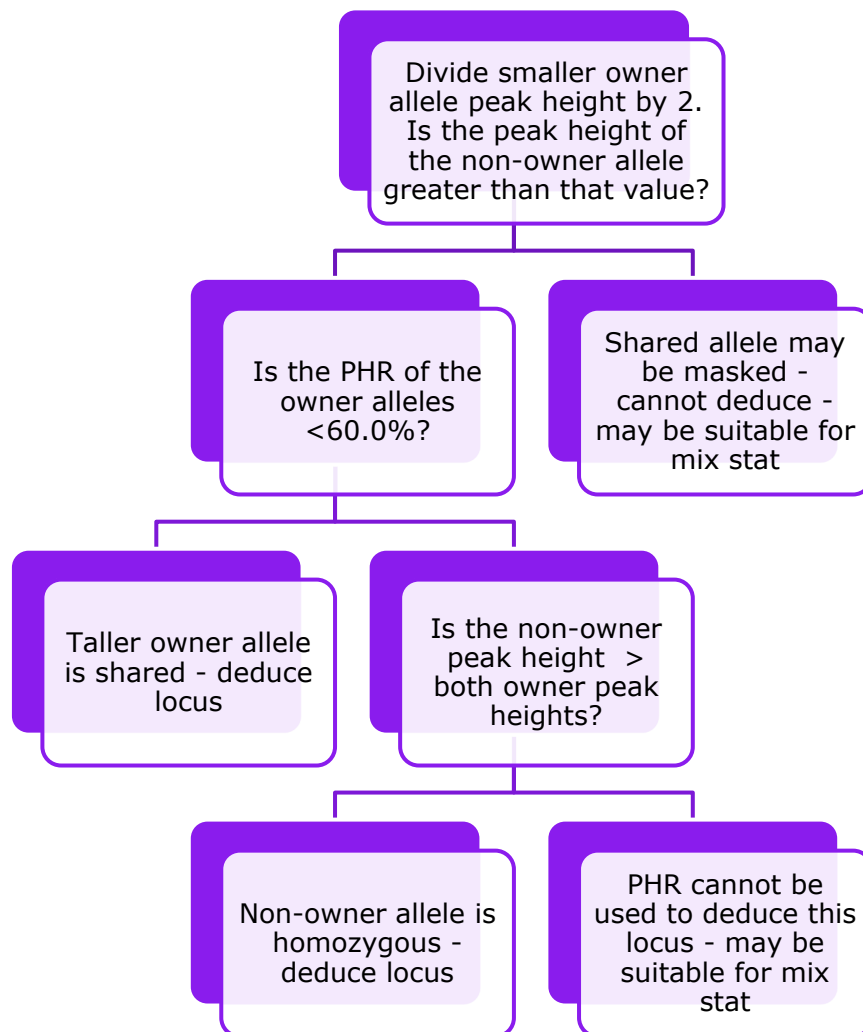 Divide smaller owner
allele peak height by 2.
Is the peak height of
the non-owner allele
greater than that value?
Is the PHR of the
owner alleles
<60.0%?
Shared allele may
be masked -
cannot deduce -
may be suitable for
mix stat
Taller owner allele
is shared - deduce
locus
Is the non-owner
peak height  >
both owner peak
heights?
Non-owner allele is
homozygous -
deduce locus
PHR cannot be
used to deduce this
locus - may be
suitable for mix
stat